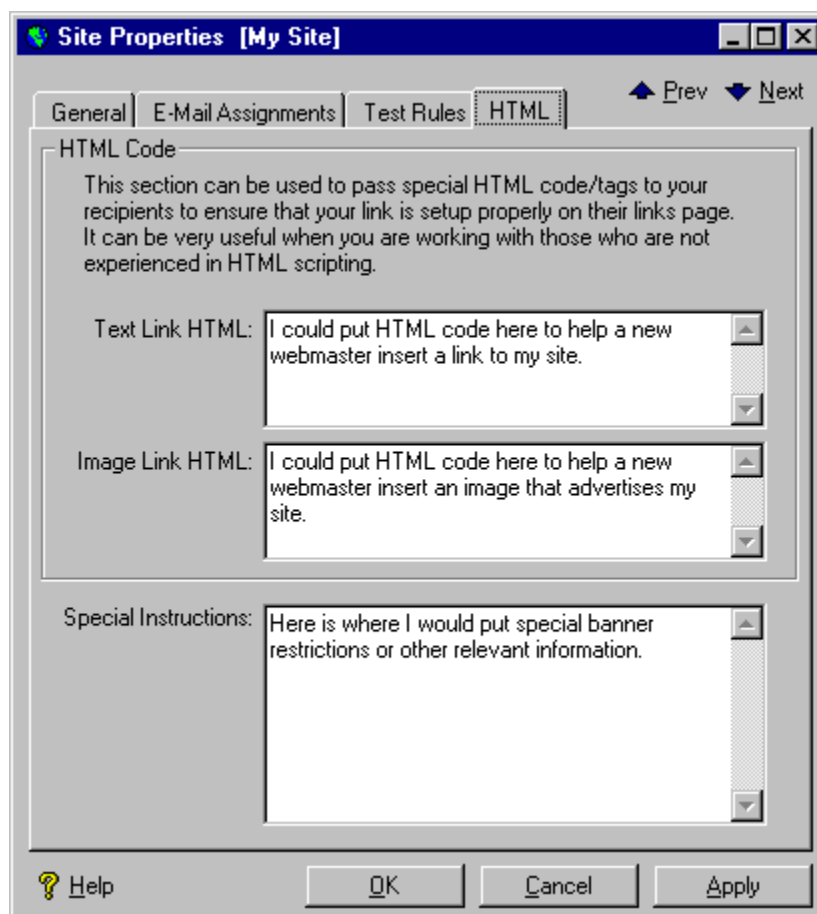 Site Properties [My Site]
Prev Next
General E-Mail Assignments Test Rules HTML
HTML Code
This section can be used to pass special HTML code/tags to your
recipients to ensure that your link is setup properly on their links page.
It can be very useful when you are working with those who are not
experienced in HTML scripting.
Text Link HTML:
I could put HTML code here to help a new
webmaster insert a link to my site.
Image Link HTML:
I could put HTML code here to help a new
webmaster insert an image that advertises my
site.
Special Instructions:
Here is where I would put special banner
restrictions or other relevant information.
Help OK Cancel Apply